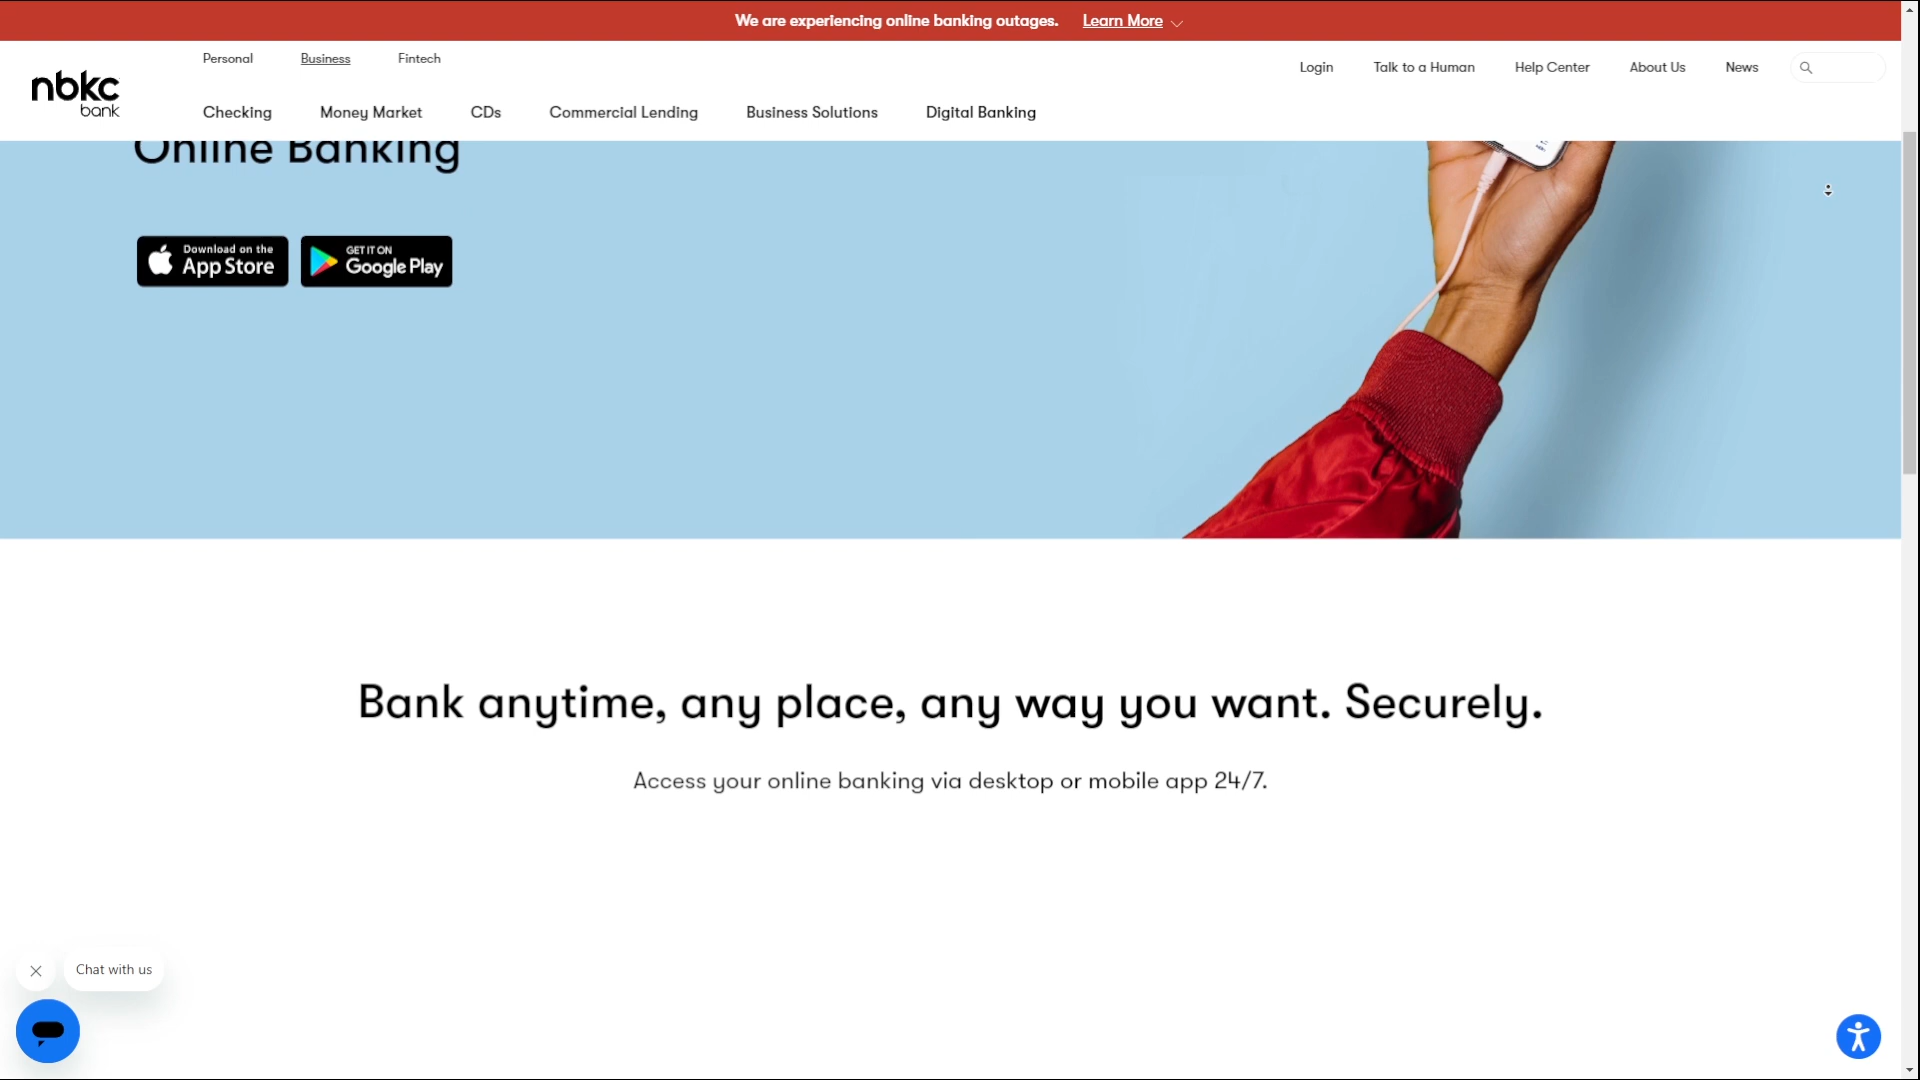 We are experiencing online banking outages. Learn More
Personal Business Fintech
Login Talk to a Human Help Center About Us News
nbkc
bank
Checking Money Market CDs Commercial Lending Business Solutions Digital Banking
Online Banking
Download on the
App Store
GET IT ON
Google Play
Bank anytime, any place, any way you want. Securely.
Access your online banking via desktop or mobile app 24/7.
Chat with us